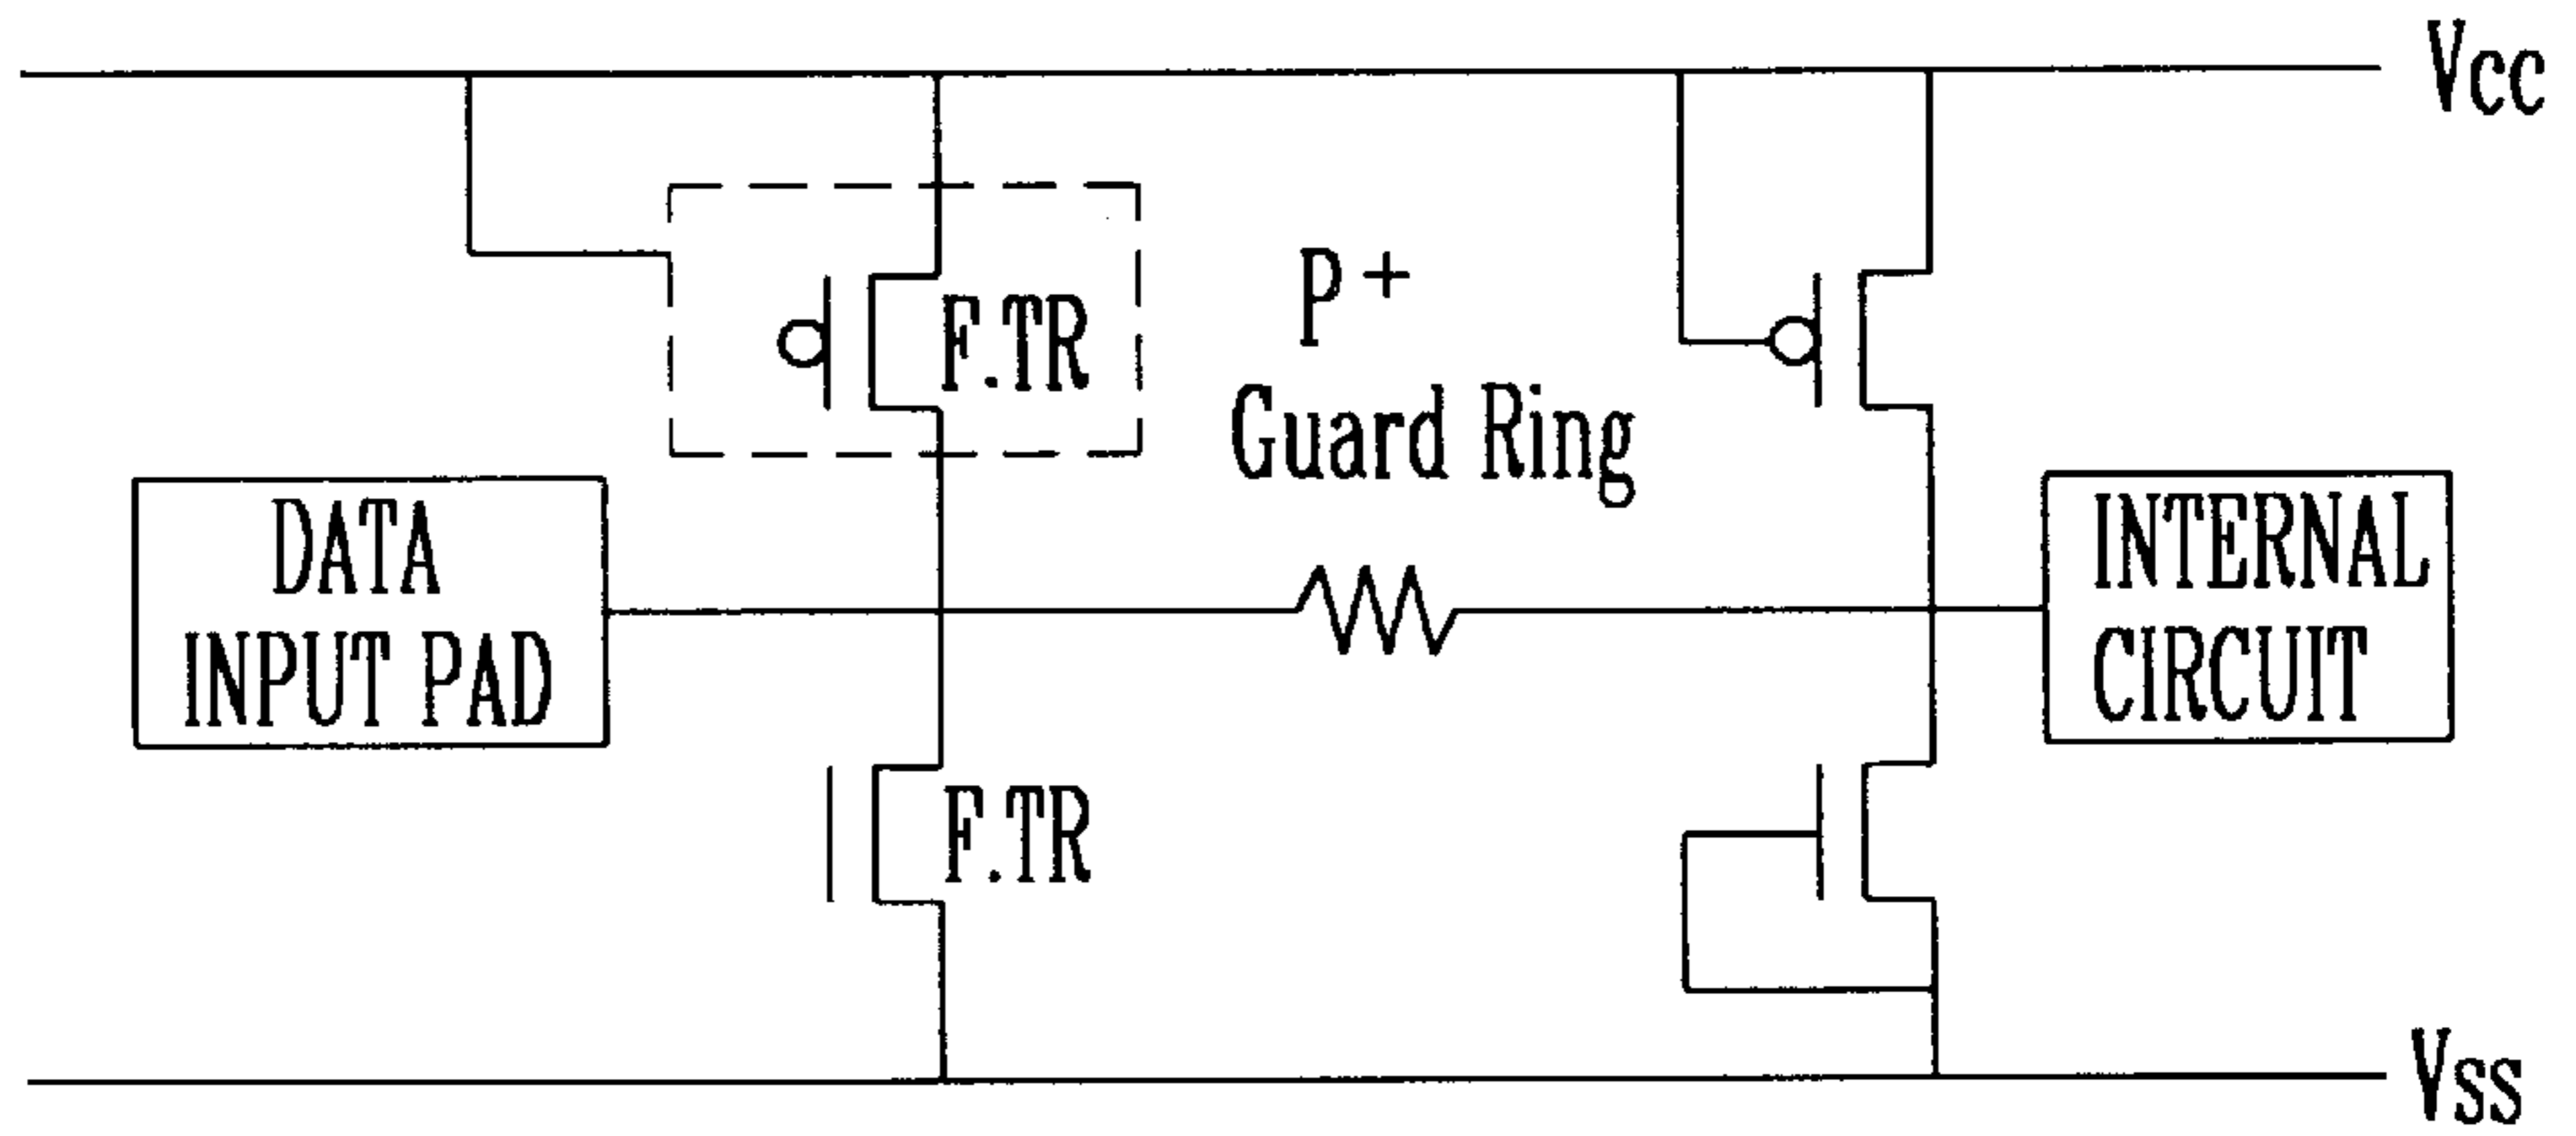 Vcc
F.TR
P+
Guard Ring
DATA
INPUT PAD
INTERNAL
CIRCUIT
F.TR
Vss